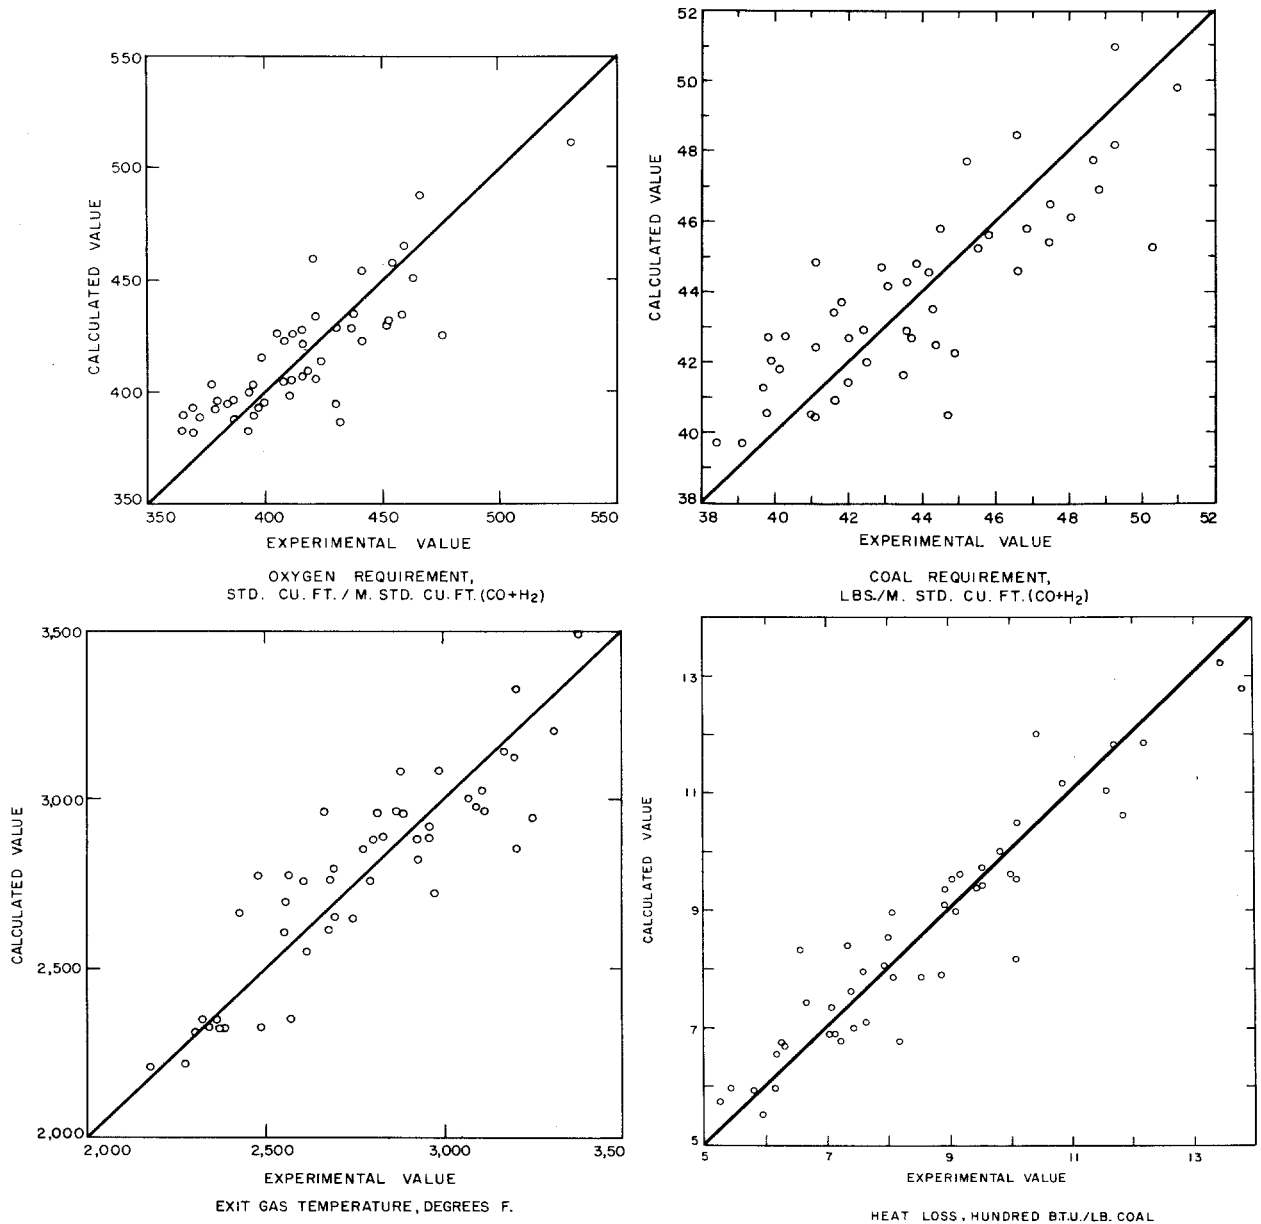 550
500
450
400
350
CALCULATED VALUE
350 400 450 500 550
EXPERIMENTAL VALUE
OXYGEN REQUIREMENT,
STD. CU. FT. / M. STD. CU. FT. (CO+H2)
52
50
48
46
44
42
40
38
CALCULATED VALUE
38 40 42 44 46 48 50 52
EXPERIMENTAL VALUE
COAL REQUIREMENT,
LBS./M. STD. CU. FT. (CO+H2)
3,500
3,000
2,500
2,000
CALCULATED VALUE
2,000 2,500 3,000 3,50
EXPERIMENTAL VALUE
EXIT GAS TEMPERATURE, DEGREES F.
13
11
9
7
5
CALCULATED VALUE
5 7 9 11 13
EXPERIMENTAL VALUE
HEAT LOSS, HUNDRED B.T.U./LB. COAL